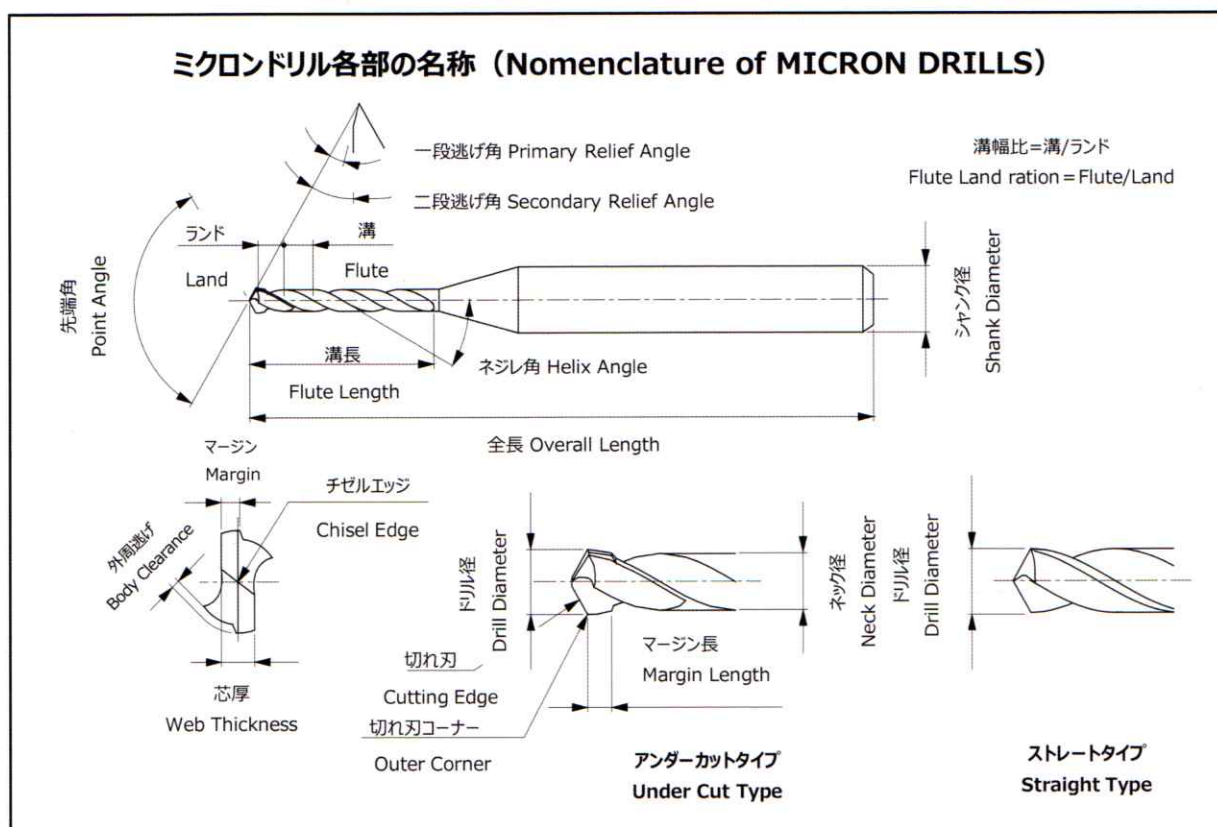 ミクロンドリル各部の名称（Nomenclature of MICRON DRILLS）
一段逃げ角 Primary Relief Angle
二段逃げ角 Secondary Relief Angle
溝幅比=溝/ランド
Flute Land ration=Flute/Land
先端角
Point Angle
ランド
Land
溝
Flute
シャンク径
Shank Diameter
溝長
Flute Length
ネジレ角 Helix Angle
全長 Overall Length
マージン
Margin
チゼルエッジ
Chisel Edge
外周逃げ
Body Clearance
芯厚
Web Thickness
ドリル径
Drill Diameter
ネック径
Neck Diameter
マージン長
Margin Length
切れ刃
Cutting Edge
切れ刃コーナー
Outer Corner
アンダーカットタイプ
Under Cut Type
ドリル径
Drill Diameter
ストレートタイプ
Straight Type